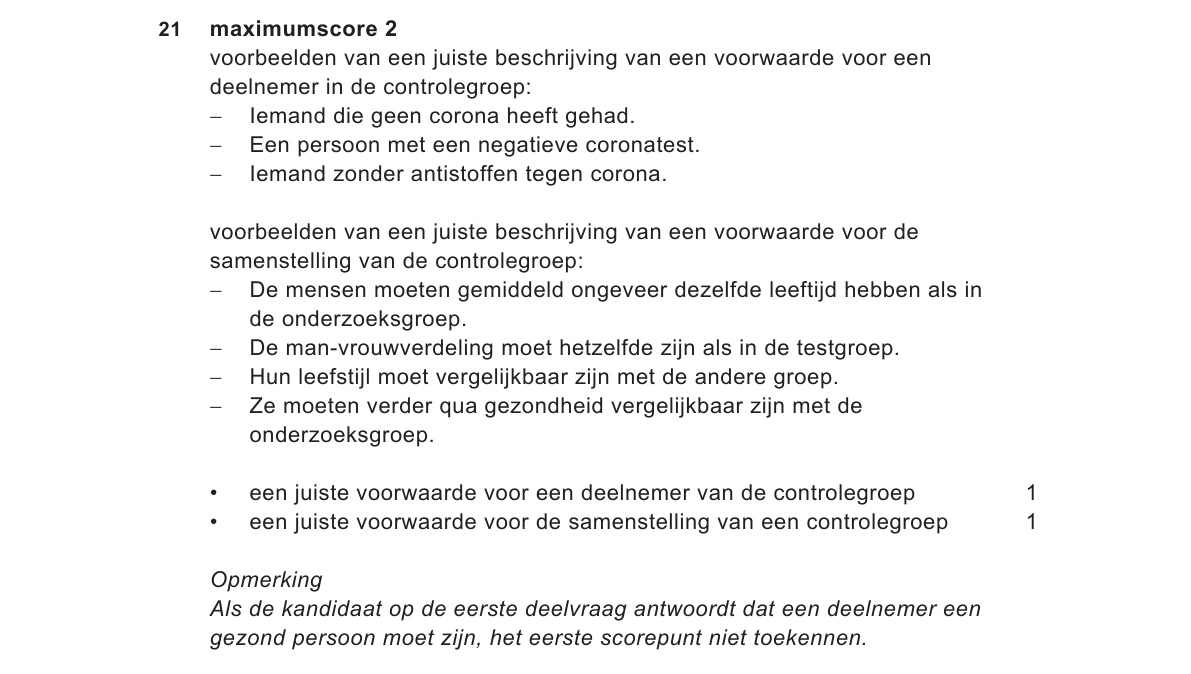 21 maximumscore 2
voorbeelden van een juiste beschrijving van een voorwaarde voor een
deelnemer in de controlegroep:
– Iemand die geen corona heeft gehad.
– Een persoon met een negatieve coronatest.
– Iemand zonder antistoffen tegen corona.
voorbeelden van een juiste beschrijving van een voorwaarde voor de
samenstelling van de controlegroep:
– De mensen moeten gemiddeld ongeveer dezelfde leeftijd hebben als in
de onderzoeksgroep.
– De man-vrouwverdeling moet hetzelfde zijn als in de testgroep.
– Hun leefstijl moet vergelijkbaar zijn met de andere groep.
– Ze moeten verder qua gezondheid vergelijkbaar zijn met de
onderzoeksgroep.
• een juiste voorwaarde voor een deelnemer van de controlegroep 1
• een juiste voorwaarde voor de samenstelling van een controlegroep 1
Opmerking
Als de kandidaat op de eerste deelvraag antwoordt dat een deelnemer een
gezond persoon moet zijn, het eerste scorepunt niet toekennen.